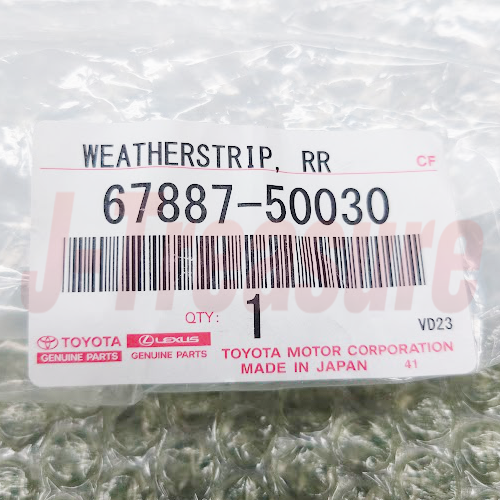 WEATHERSTRIP, RR CF
67887-50030
J-Treasure
QTY: 1
VD23
TOYOTA LEXUS TOYOTA MOTOR CORPORATION
GENUINE PARTS GENUINE PARTS MADE IN JAPAN 41